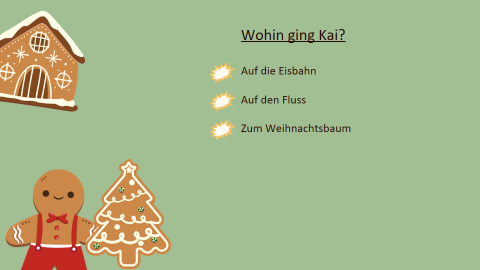 Wohin ging Kai?
Auf die Eisbahn
Auf den Fluss
Zum Weihnachtsbaum